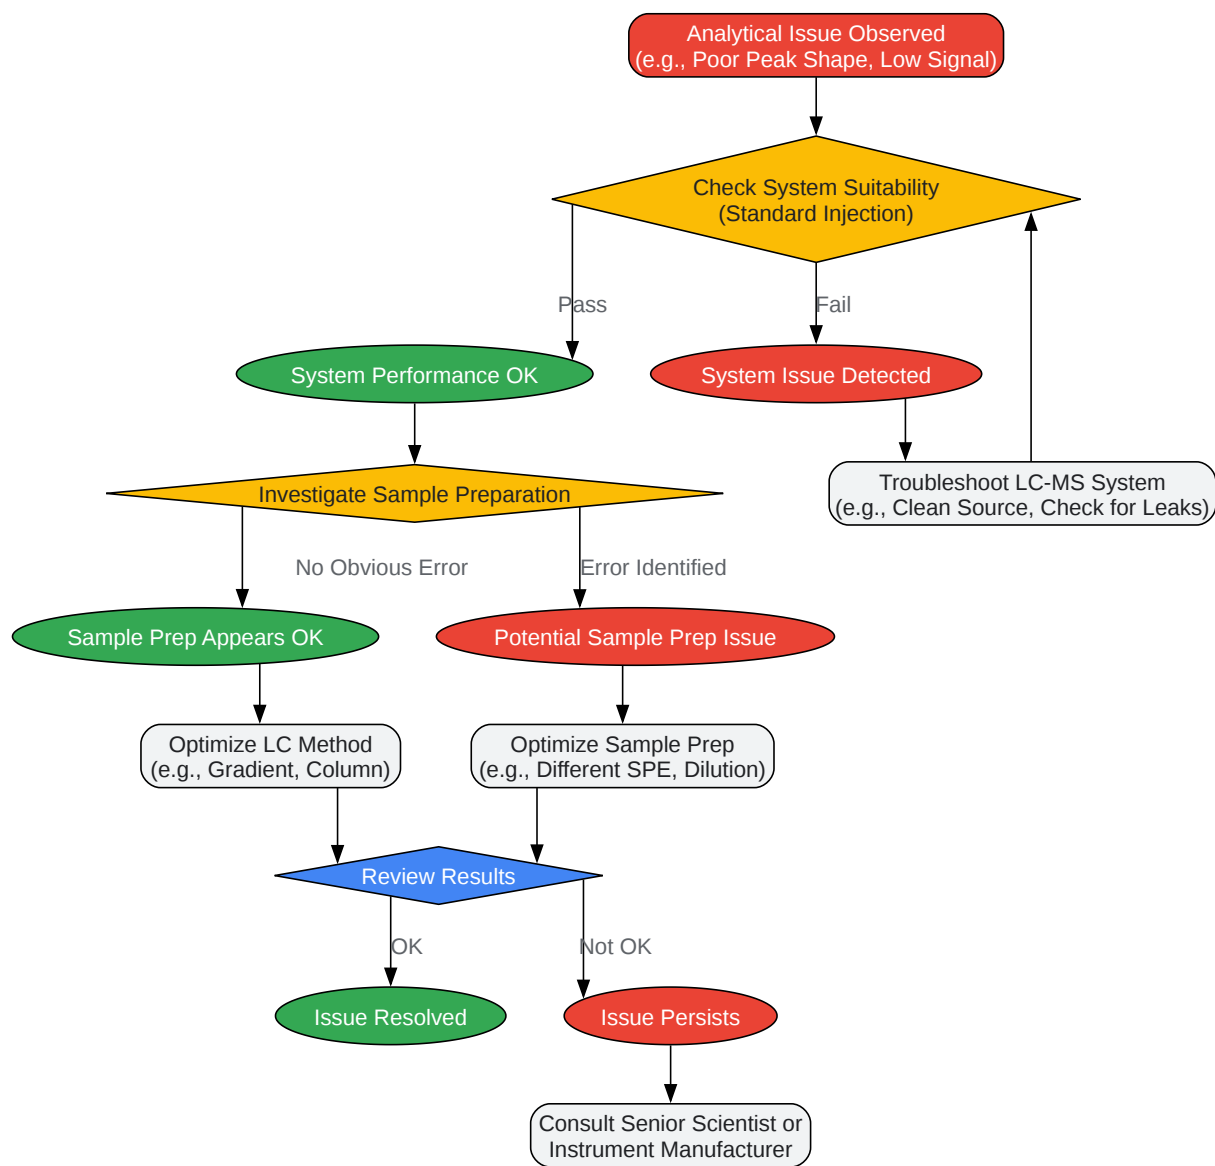 Analytical Issue Observed
(e.g., Poor Peak Shape, Low Signal)
Check System Suitability
(Standard Injection)
Pass
Fail
System Performance OK
System Issue Detected
Investigate Sample Preparation
Troubleshoot LC-MS System
(e.g., Clean Source, Check for Leaks)
No Obvious Error
Error Identified
Sample Prep Appears OK
Potential Sample Prep Issue
Optimize LC Method
(e.g., Gradient, Column)
Optimize Sample Prep
(e.g., Different SPE, Dilution)
Review Results
OK
Not OK
Issue Resolved
Issue Persists
Consult Senior Scientist or
Instrument Manufacturer